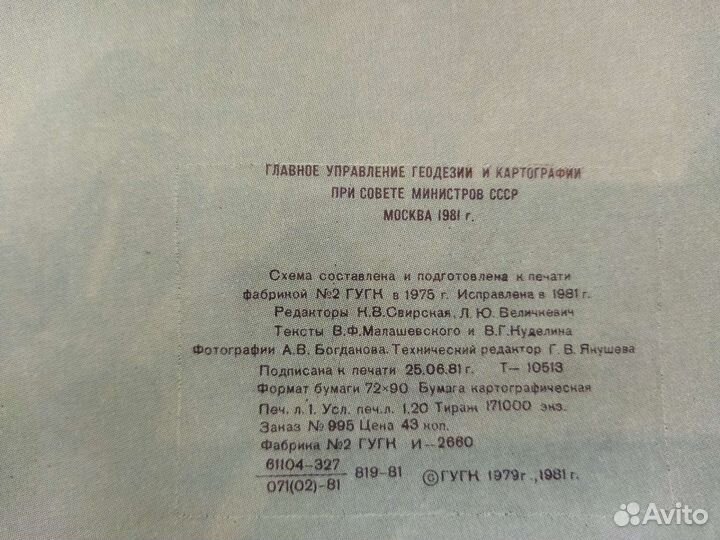 ГЛАВНОЕ УПРАВЛЕНИЕ ГЕОДЕЗИИ И КАРТОГРАФИИ
ПРИ СОВЕТЕ МИНИСТРОВ СССР
МОСКВА 1981 г.
Схема составлена и подготовлена к печати
фабрикой №2 ГУГК в 1975 г. Исправлена в 1981 г.
Редакторы Н.В.Свирская, Л.Ю.Величкевич
Тексты В.Ф.Малашевского и В.Г.Куделина
Фотографии А.В.Богданова. Технический редактор Г.В.Янушева
Подписана к печати 25.06.81 г. Т-10513
Формат бумаги 72×90 Бумага картографическая
Печ. л. 1. Усл. печ.л. 1,20 Тираж 171000 экз.
Заказ № 995 Цена 43 коп.
Фабрика №2 ГУГК И-2660
61104-327
071(02)-81 819-81 © ГУГК 1979г., 1981 г.
Avito